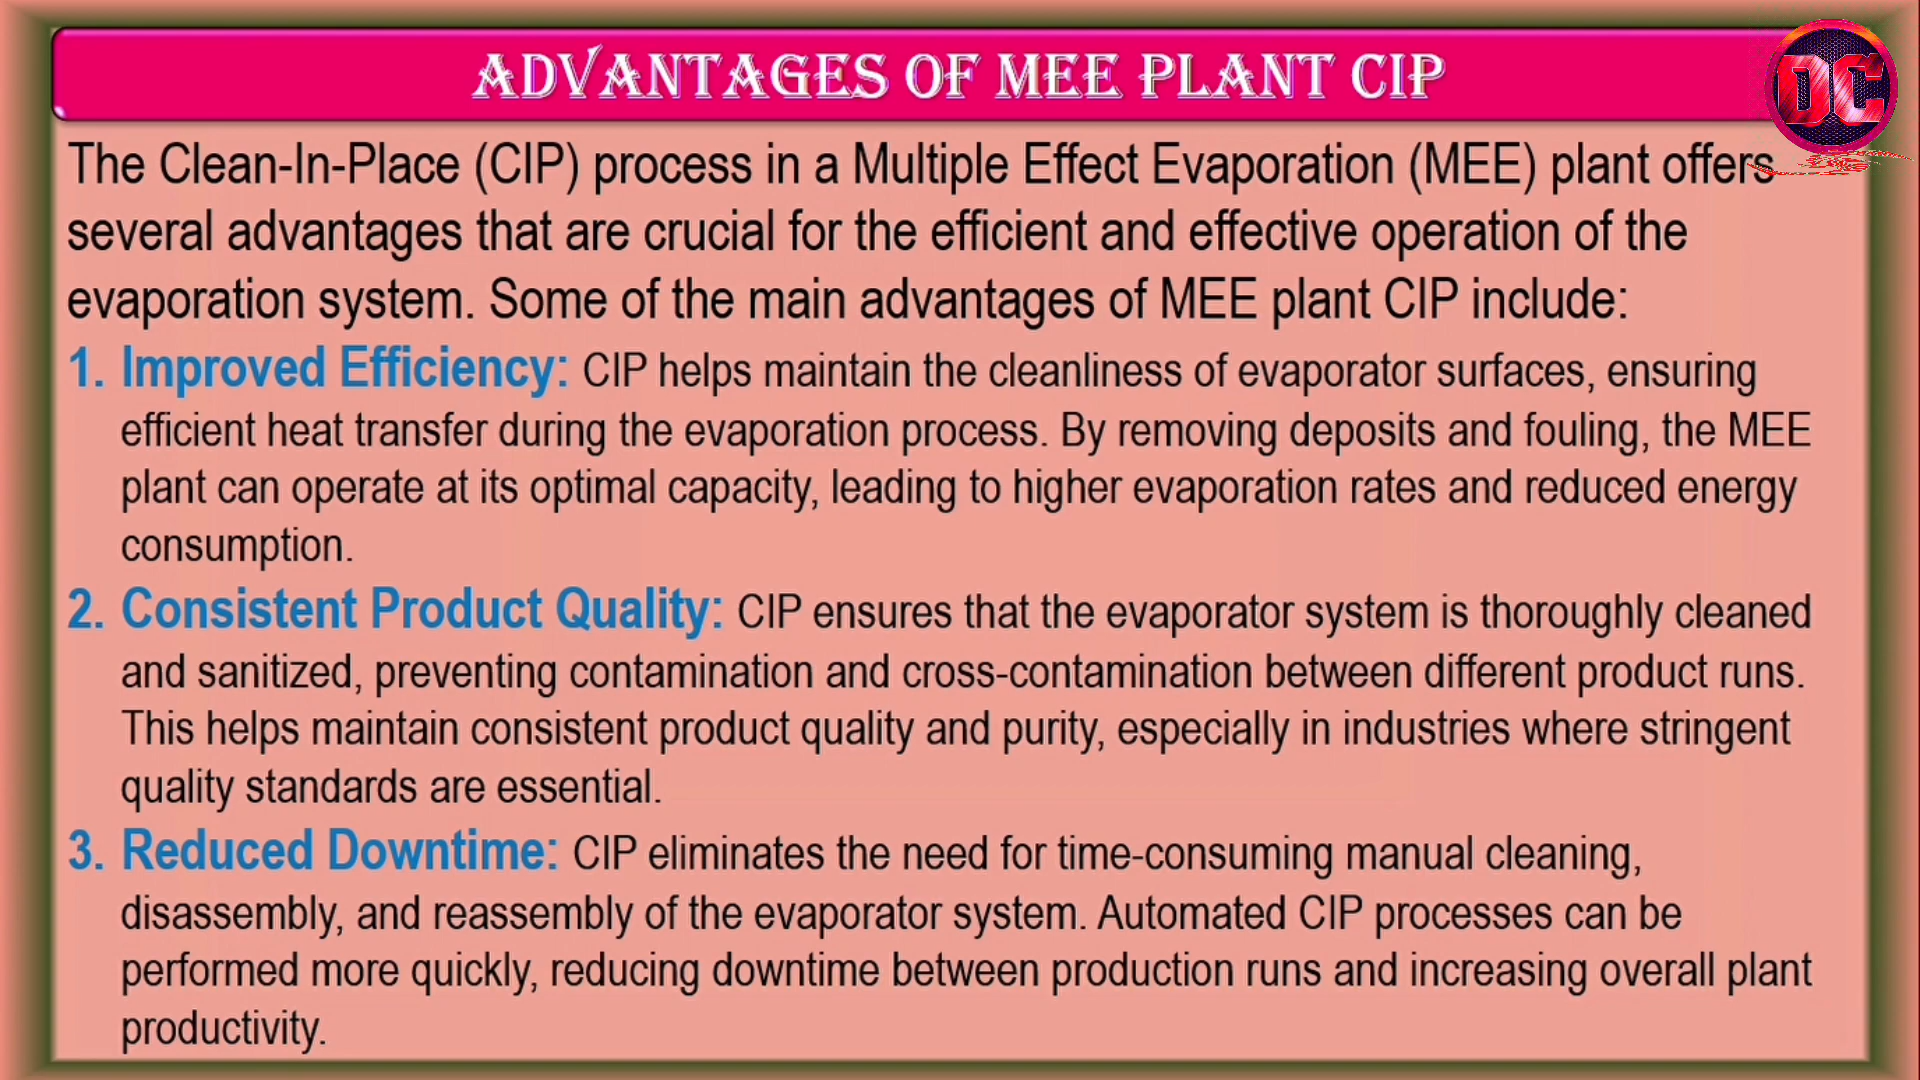 ADVANTAGES OF MEE PLANT CIP
DC
The Clean-In-Place (CIP) process in a Multiple Effect Evaporation (MEE) plant offers
several advantages that are crucial for the efficient and effective operation of the
evaporation system. Some of the main advantages of MEE plant CIP include:
1. Improved Efficiency: CIP helps maintain the cleanliness of evaporator surfaces, ensuring
efficient heat transfer during the evaporation process. By removing deposits and fouling, the MEE
plant can operate at its optimal capacity, leading to higher evaporation rates and reduced energy
consumption.
2. Consistent Product Quality: CIP ensures that the evaporator system is thoroughly cleaned
and sanitized, preventing contamination and cross-contamination between different product runs.
This helps maintain consistent product quality and purity, especially in industries where stringent
quality standards are essential.
3. Reduced Downtime: CIP eliminates the need for time-consuming manual cleaning,
disassembly, and reassembly of the evaporator system. Automated CIP processes can be
performed more quickly, reducing downtime between production runs and increasing overall plant
productivity.